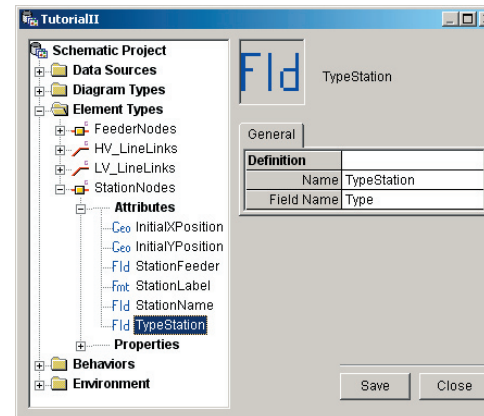 TutorialII
Schematic Project
Data Sources
Diagram Types
Element Types
FeederNodes
HV_LineLinks
LV_LineLinks
StationNodes
Attributes
Geo InitialXPosition
Geo InitialYPosition
Fld StationFeeder
Fmt StationLabel
Fld StationName
Fld TypeStation
Properties
Behaviors
Environment
Fld TypeStation
General
Definition
Name TypeStation
Field Name Type
Save Close